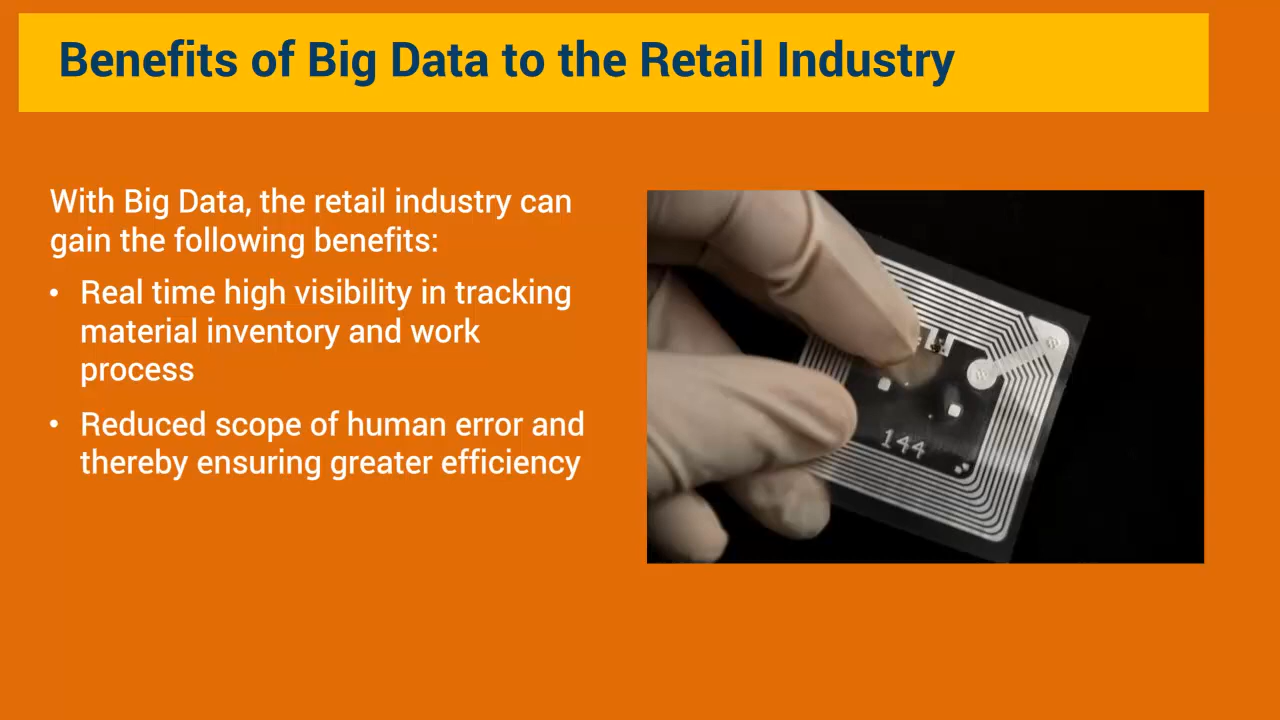 Benefits of Big Data to the Retail Industry
With Big Data, the retail industry can
gain the following benefits:
• Real time high visibility in tracking
material inventory and work
process
• Reduced scope of human error and
thereby ensuring greater efficiency
144